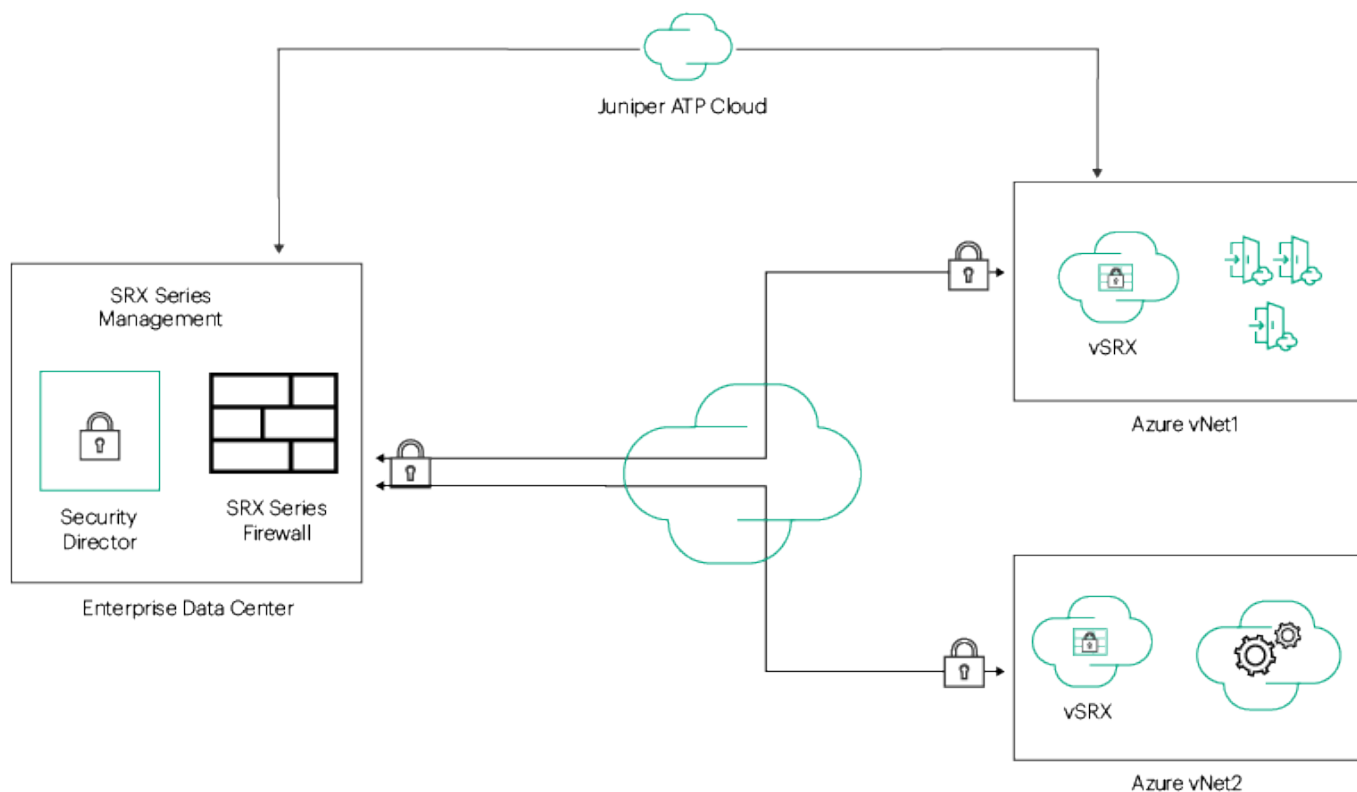 Juniper ATP Cloud
SRX Series
Management
vSRX
Azure vNet1
Security
Director
SRX Series
Firewall
Enterprise Data Center
vSRX
Azure vNet2